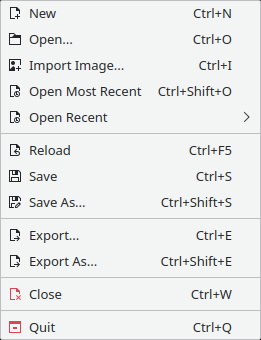 New Ctrl+N
Open... Ctrl+O
Import Image... Ctrl+I
Open Most Recent Ctrl+Shift+O
Open Recent
Reload Ctrl+F5
Save Ctrl+S
Save As... Ctrl+Shift+S
Export... Ctrl+E
Export As... Ctrl+Shift+E
Close Ctrl+W
Quit Ctrl+Q